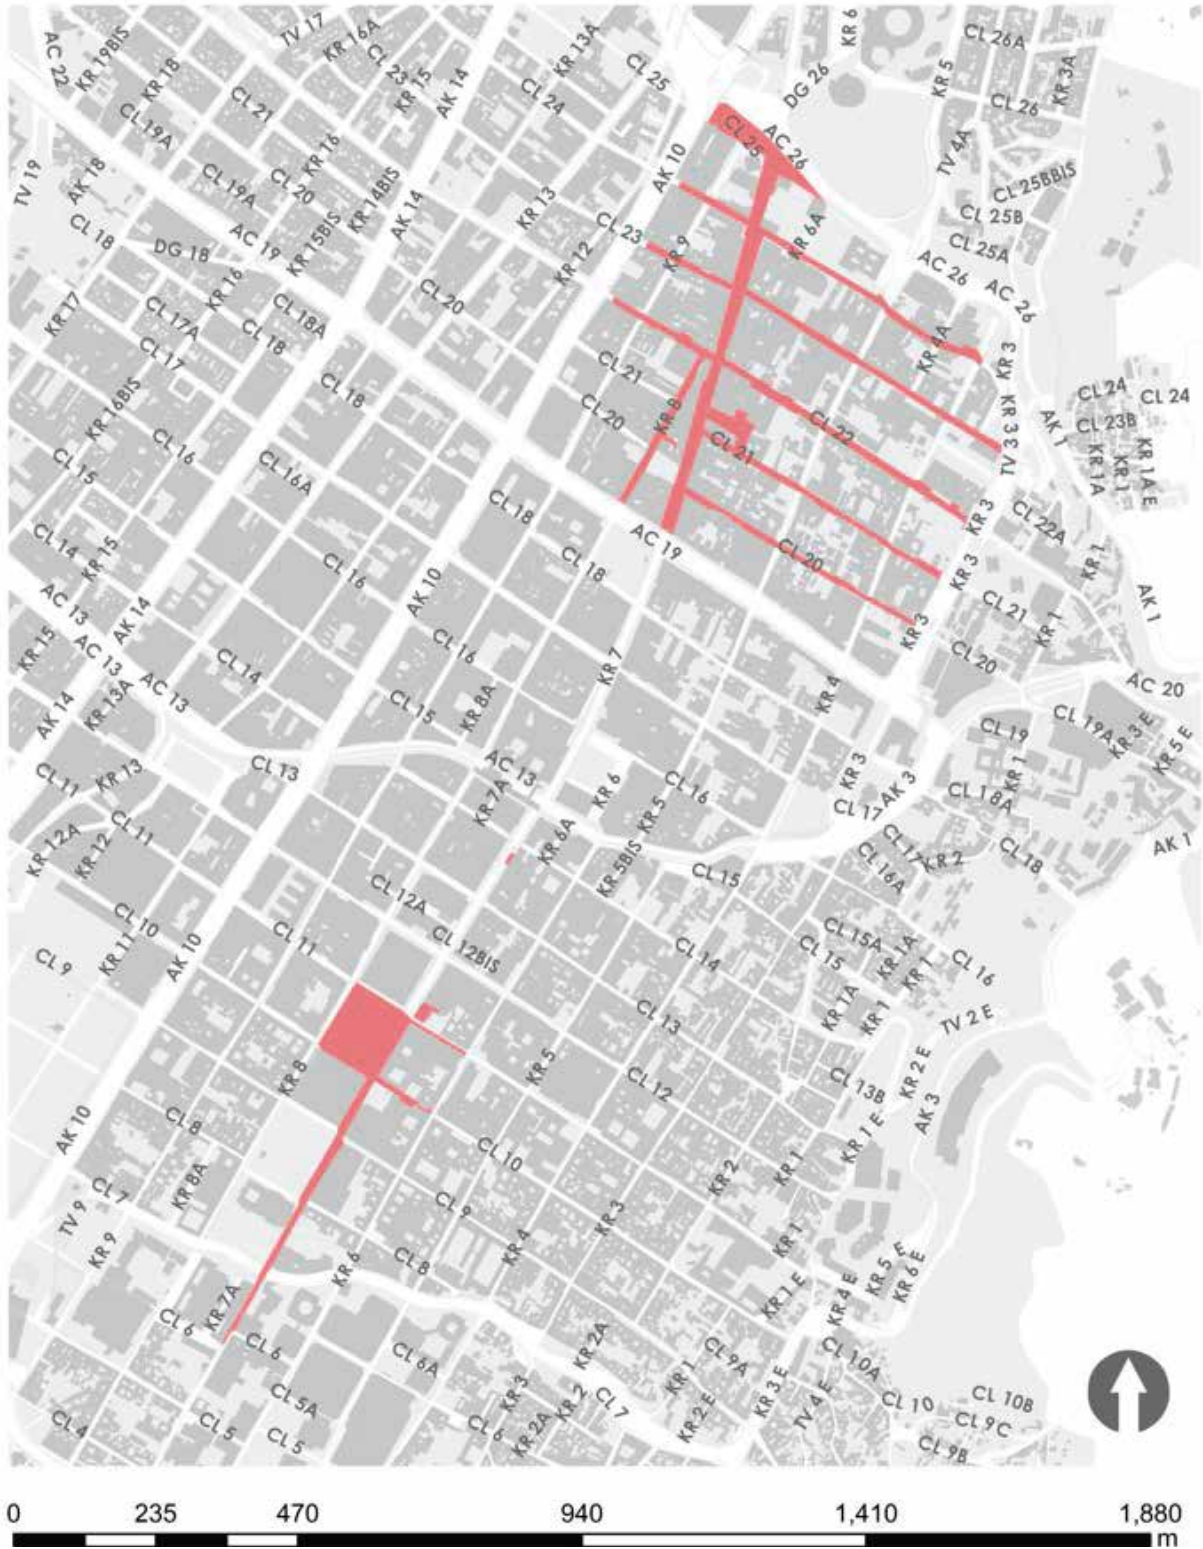 TV 17
KR 16A
CL 23
KR 15
AK 14
KR 13A
CL 25
CL 24
KR 6
DG 26
KR 5
CL 26A
KR 3A
CL 26
AC 22
KR 19BIS
KR 18
CL 21
CL 19A
KR 16
CL 25
AC 26
AK 10
TV 4A
CL 25BBIS
CL 25B
CL 25A
TV 19
AK 18
CL 19A
CL 20
KR 14BIS
AK 14
KR 13
CL 23
KR 9
KR 6A
AC 26
AC 26
CL 18
DG 18
AC 19
KR 15BIS
KR 12
KR 17
KR 16
CL 17A
CL 18
CL 18A
CL 20
KR 4A
KR 3
CL 17
CL 18
CL 21
CL 20
KR 8
CL 22
CL 21
KR 3
TV 3
AK 1
CL 24
CL 24
CL 23B
KR 1A
KR 1
KR 1A E
KR 16BIS
CL 16
CL 15
CL 16A
CL 18
AC 19
CL 18
CL 20
KR 3
KR 3
CL 22A
KR 1
AK 1
CL 14
KR 15
CL 16
AK 10
AC 13
AK 14
KR 15
AC 13
AC 13
CL 14
CL 16
KR 7
KR 3
CL 21
KR 1
CL 20
AC 20
AK 14
KR 13A
CL 15
KR 8A
KR 4
CL 19
CL 19A
KR 3 E
KR 5 E
CL 11
KR 13
CL 13
AC 13
KR 7A
KR 6
CL 16
KR 5
KR 3
AK 3
CL 17
KR 1
CL 18A
KR 12A
KR 12
CL 11
KR 6A
KR 5BIS
CL 15
CL 17
CL 16A
KR 2
CL 18
AK 1
CL 10
CL 12A
CL 11
CL 12BIS
CL 9
KR 11
AK 10
CL 14
CL 15A
CL 15
KR 1A
KR 1
CL 16
CL 13
KR 1A
KR 1
TV 2 E
KR 8
KR 5
CL 12
CL 13B
KR 2 E
AK 3
KR 1 E
AK 10
CL 8
KR 8A
CL 10
CL 9
KR 2
KR 1
KR 3
KR 1
TV 9
CL 7
KR 9
KR 4
CL 8
KR 6
KR 5 E
KR 6 E
KR 4 E
KR 1 E
KR 7A
CL 6
CL 6
CL 6A
KR 2A
CL 9A
KR 1
CL 10A
KR 3 E
CL 5A
CL 5
CL 5
CL 4
KR 3
KR 2
KR 2A
CL 6
CL 7
KR 2 E
TV 4 E
CL 10
CL 10B
CL 9C
CL 9B
0 235 470 940 1,410 1,880
m